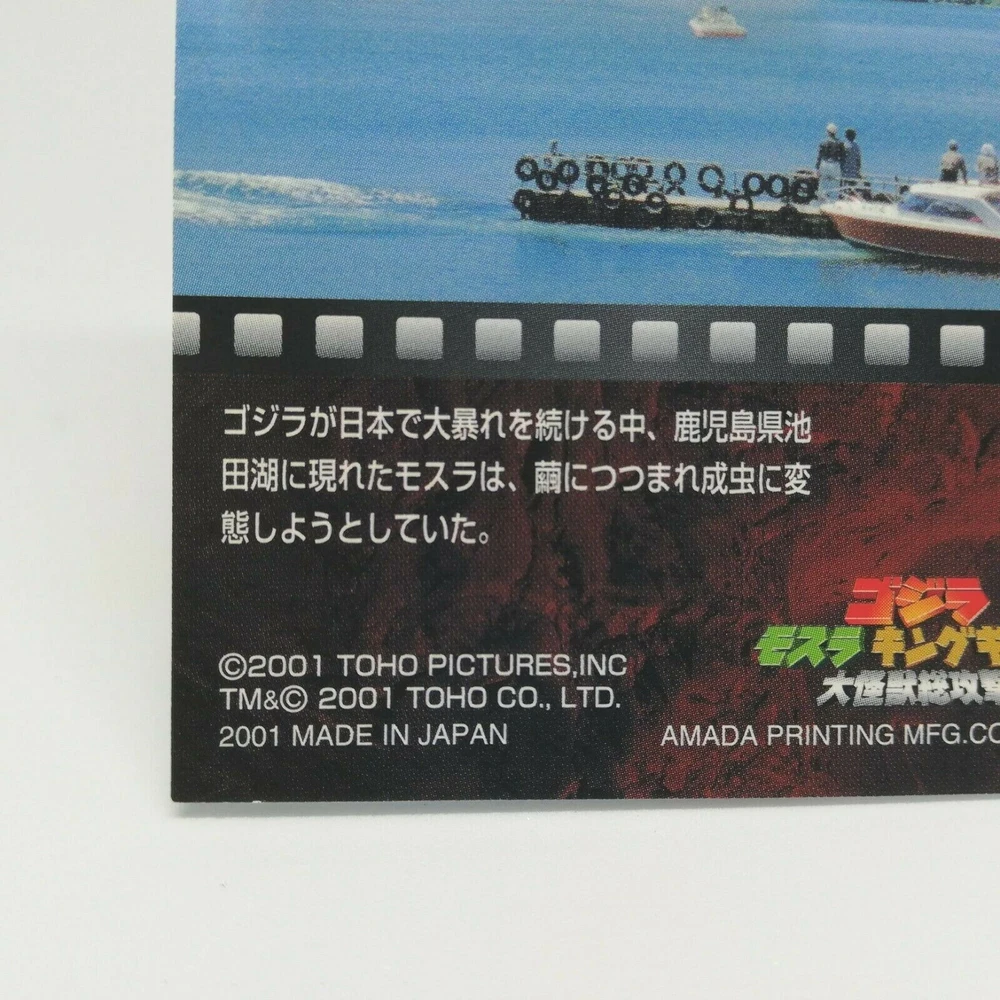 ゴジラが日本で大暴れを続ける中、鹿児島県池
田湖に現れたモスラは、繭につつまれ成虫に変
態しようとしていた。
ゴジラ
モスラ キングギ
大怪獣総攻撃
©2001 TOHO PICTURES,INC
TM&© 2001 TOHO CO., LTD.
2001 MADE IN JAPAN
AMADA PRINTING MFG.CO